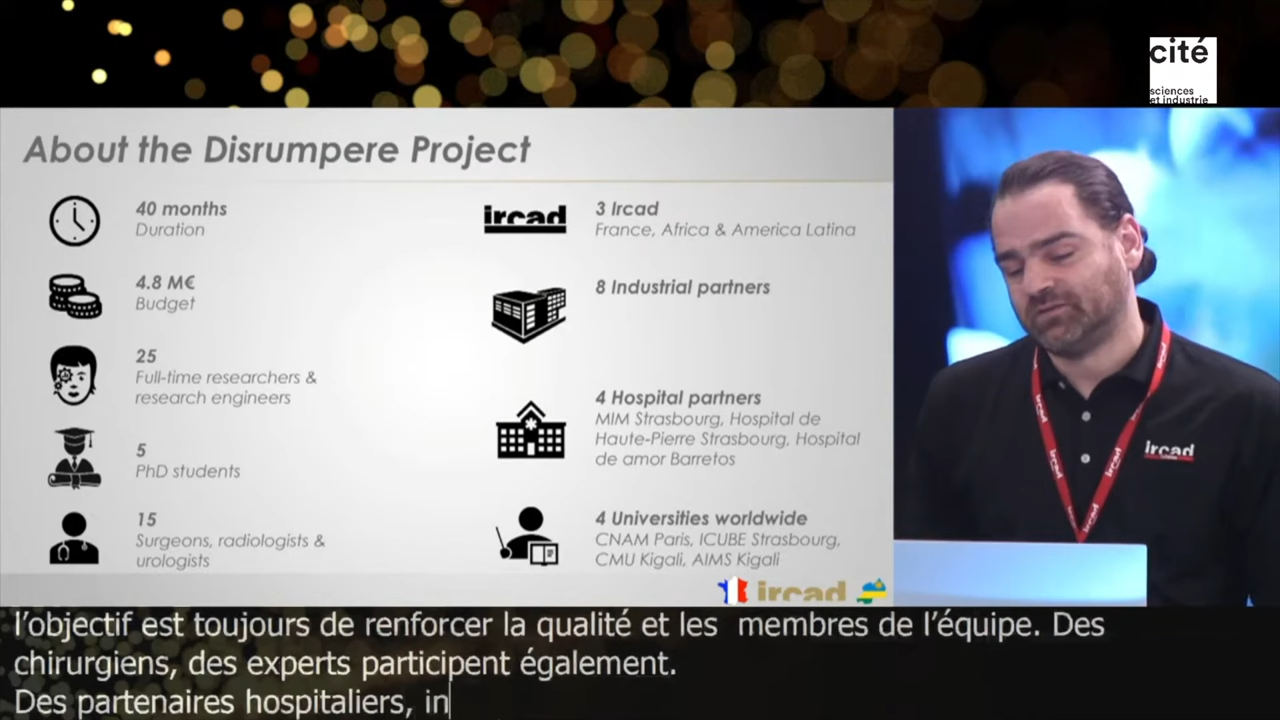 cité
sciences
et industrie
About the Disrumpere Project
40 months
Duration
4.8 M€
Budget
25
Full-time researchers &
research engineers
5
PhD students
15
Surgeons, radiologists &
urologists
ircad
3 Ircad
France, Africa & America Latina
8 Industrial partners
4 Hospital partners
MIM Strasbourg, Hospital de
Haute-Pierre Strasbourg, Hospital
de amor Barretos
4 Universities worldwide
CNAM Paris, ICUBE Strasbourg,
CMU Kigali, AIMS Kigali
ircad
ircad
ircad
ircad
ircad
l’objectif est toujours de renforcer la qualité et les  membres de l’équipe. Des
chirurgiens, des experts participent également.
Des partenaires hospitaliers, in